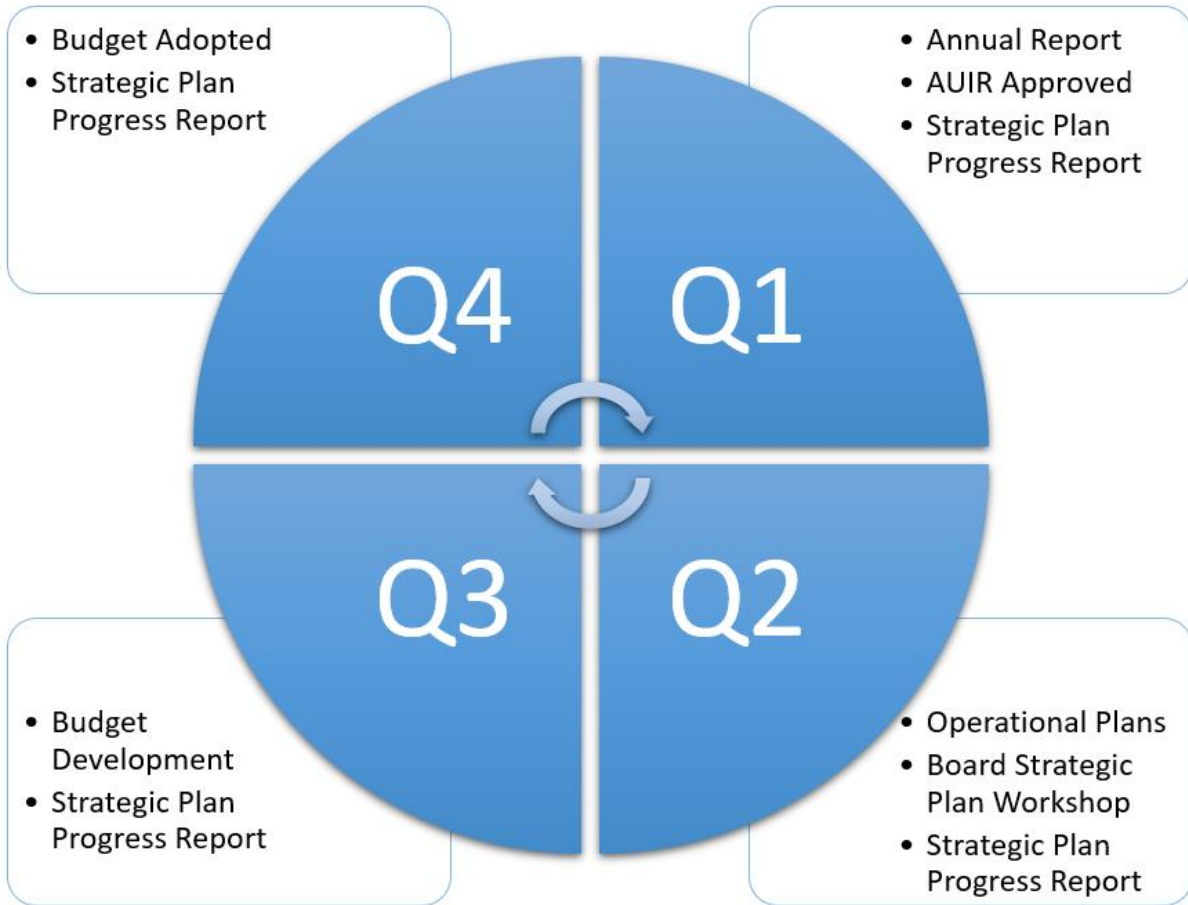 • Budget Adopted
• Strategic Plan
Progress Report
• Annual Report
• AUIR Approved
• Strategic Plan
Progress Report
Q4
Q1
Q3
Q2
• Budget
Development
• Strategic Plan
Progress Report
• Operational Plans
• Board Strategic
Plan Workshop
• Strategic Plan
Progress Report